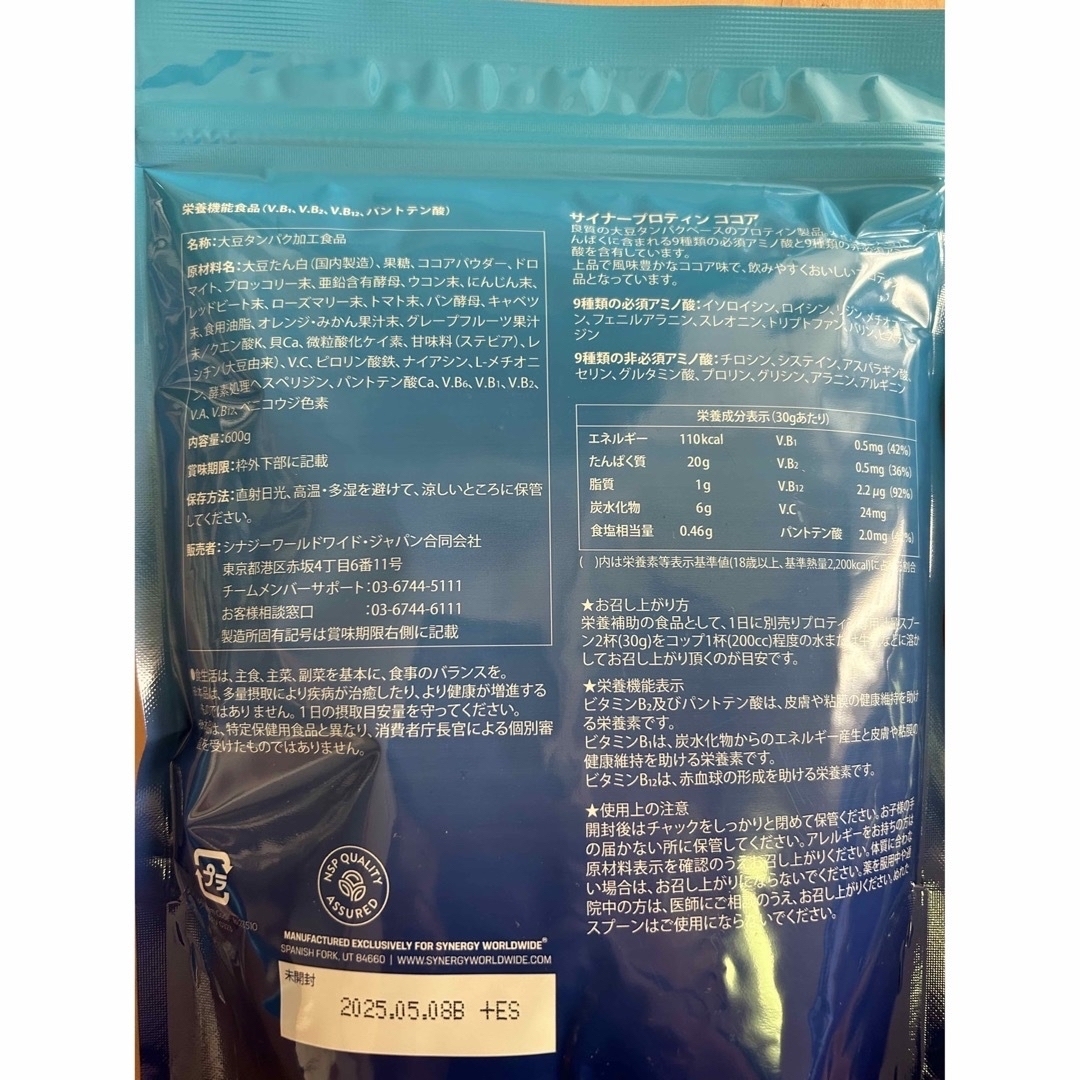 栄養機能食品(V.B1、V.B2、V.B12、パントテン酸)
名称:大豆タンパク加工食品
原材料名:大豆たん白(国内製造)、果糖、ココアパウダー、ドロ
マイト、ブロッコリー末、亜鉛含有酵母、ウコン末、にんじん末、
レッドビート末、ローズマリー末、トマト末、パン酵母、キャベツ
末、食用油脂、オレンジ・みかん果汁末、グレープフルーツ果汁
末/クエン酸K、貝Ca、微粒酸化ケイ素、甘味料(ステビア)、レ
シチン(大豆由来)、V.C、ピロリン酸鉄、ナイアシン、L-メチオニ
ン、酵素処理ヘスペリジン、パントテン酸Ca、V.B6、V.B1、V.B2、
V.A、V.B12、ベニコウジ色素
内容量:600g
賞味期限:枠外下部に記載
保存方法:直射日光、高温・多湿を避けて、涼しいところに保管
してください。
販売者:シナジーワールドワイド・ジャパン合同会社
東京都港区赤坂4丁目6番11号
チームメンバーサポート:03-6744-5111
お客様相談窓口 :03-6744-6111
製造所固有記号は賞味期限右側に記載
●食生活は、主食、主菜、副菜を基本に、食事のバランスを。
本品は、多量摂取により疾病が治癒したり、より健康が増進する
ではありません。1日の摂取目安量を守ってください。
特定保健用食品と異なり、消費者庁長官による個別審
を受けたものではありません。
プラ
NSP QUALITY ASSURED
MANUFACTURED EXCLUSIVELY FOR SYNERGY WORLDWIDE®
SPANISH FORK, UT 84660 | WWW.SYNERGYWORLDWIDE.COM
未開封
2025.05.08B +ES
サイナープロティン ココア
良質の大豆タンパクベースのプロティン製品
んぱくに含まれる9種類の必須アミノ酸と9種類の
酸を含有しています。
上品で風味豊かなココア味で、飲みやすくおいしい
品となっています。
9種類の必須アミノ酸:イソロイシン、ロイシン、リジン、メチオニ
ン、フェニルアラニン、スレオニン、トリプトファン、バリン、ヒスチ
ジン
9種類の非必須アミノ酸:チロシン、システイン、アスパラギン酸、
セリン、グルタミン酸、プロリン、グリシン、アラニン、アルギニン
栄養成分表示(30gあたり)
エネルギー 110kcal V.B1 0.5mg (42%)
たんぱく質 20g V.B2 0.5mg (36%)
脂質 1g V.B12 2.2μg (92%)
炭水化物 6g V.C 24mg
食塩相当量 0.46g パントテン酸 2.0mg
( )内は栄養素等表示基準値(18歳以上、基準熱量2,200kcal)に占める割合
★お召し上がり方
栄養補助の食品として、1日に別売りプロティ
ン2杯(30g)をコップ1杯(200cc)程度の水ま などに溶か
してお召し上がり頂くのが目安です。
★栄養機能表示
ビタミンB2及びパントテン酸は、皮膚や粘膜の健康維持を助け
る栄養素です。
ビタミンB1は、炭水化物からのエネルギー産生と皮膚や粘膜の
健康維持を助ける栄養素です。
ビタミンB12は、赤血球の形成を助ける栄養素です。
★使用上の注意
開封後はチャックをしっかりと閉めて保管ください。お子様の手
の届かない所に保管してください。アレルギーをお持ちの方は
原材料表示を確認のうえお召し上がりください。体質に合わな
い場合は、お召し上がりにならないでください。薬を服用中や通
院中の方は、医師にご相談のうえ、お召し上がりください。ぬれた
スプーンはご使用にならないでください。